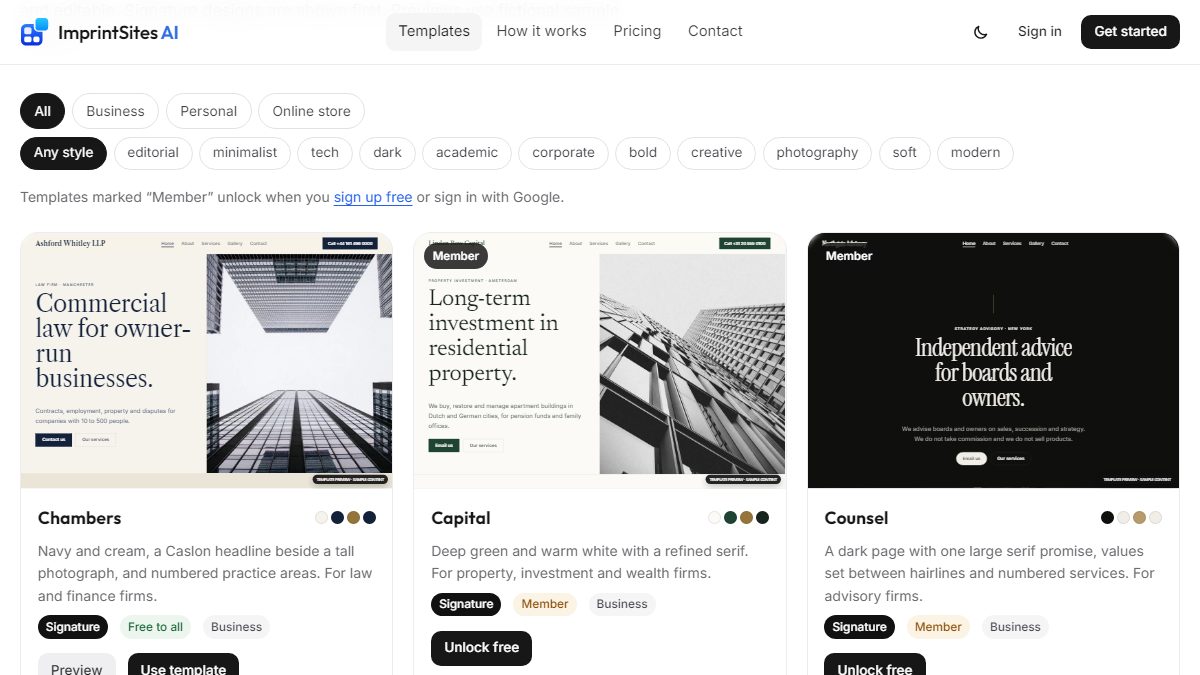 and editable. Signature designs are shown first. Previews use fictional sample
ImprintSites AI
Templates
How it works
Pricing
Contact
Sign in
Get started
All
Business
Personal
Online store
Any style
editorial
minimalist
tech
dark
academic
corporate
bold
creative
photography
soft
modern
Templates marked “Member” unlock when you sign up free or sign in with Google.
Ashford Whitley LLP
Home About Services Gallery Contact
LAW FIRM · MANCHESTER
Commercial
law for owner-
run
businesses.
Contracts, employment, property and disputes for
companies with 10 to 500 people.
Contact us
Our services
TEMPLATE PREVIEW · SAMPLE CONTENT
Member
Home About Services Gallery Contact
PROPERTY INVESTMENT · AMSTERDAM
Long-term
investment in
residential
property.
We buy, restore and manage apartment buildings in
Dutch and German cities, for pension funds and family
offices.
Email us
Our services
TEMPLATE PREVIEW · SAMPLE CONTENT
Member
Home About Services Gallery Contact
STRATEGY ADVISORY · NEW YORK
Independent advice
for boards and
owners.
We advise boards and owners on sales, succession and strategy.
We do not take commission and we do not sell products.
Email us
Our services
TEMPLATE PREVIEW · SAMPLE CONTENT
Chambers
Navy and cream, a Caslon headline beside a tall
photograph, and numbered practice areas. For law
and finance firms.
Signature
Free to all
Business
Preview
Use template
Capital
Deep green and warm white with a refined serif.
For property, investment and wealth firms.
Signature
Member
Business
Unlock free
Counsel
A dark page with one large serif promise, values
set between hairlines and numbered services. For
advisory firms.
Signature
Member
Business
Unlock free